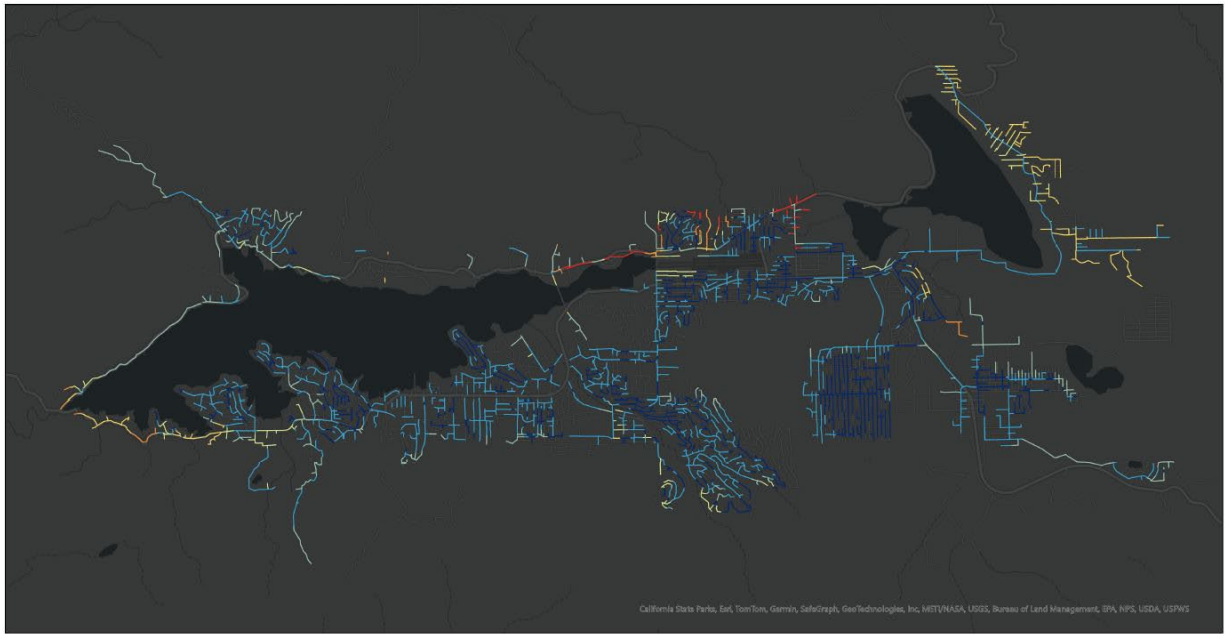 California State Parks, Esri, TomTom, Garmin, SafeGraph, GeoTechnologies, Inc, METI/NASA, USGS, Bureau of Land Management, EPA, NPS, USDA, USFWS